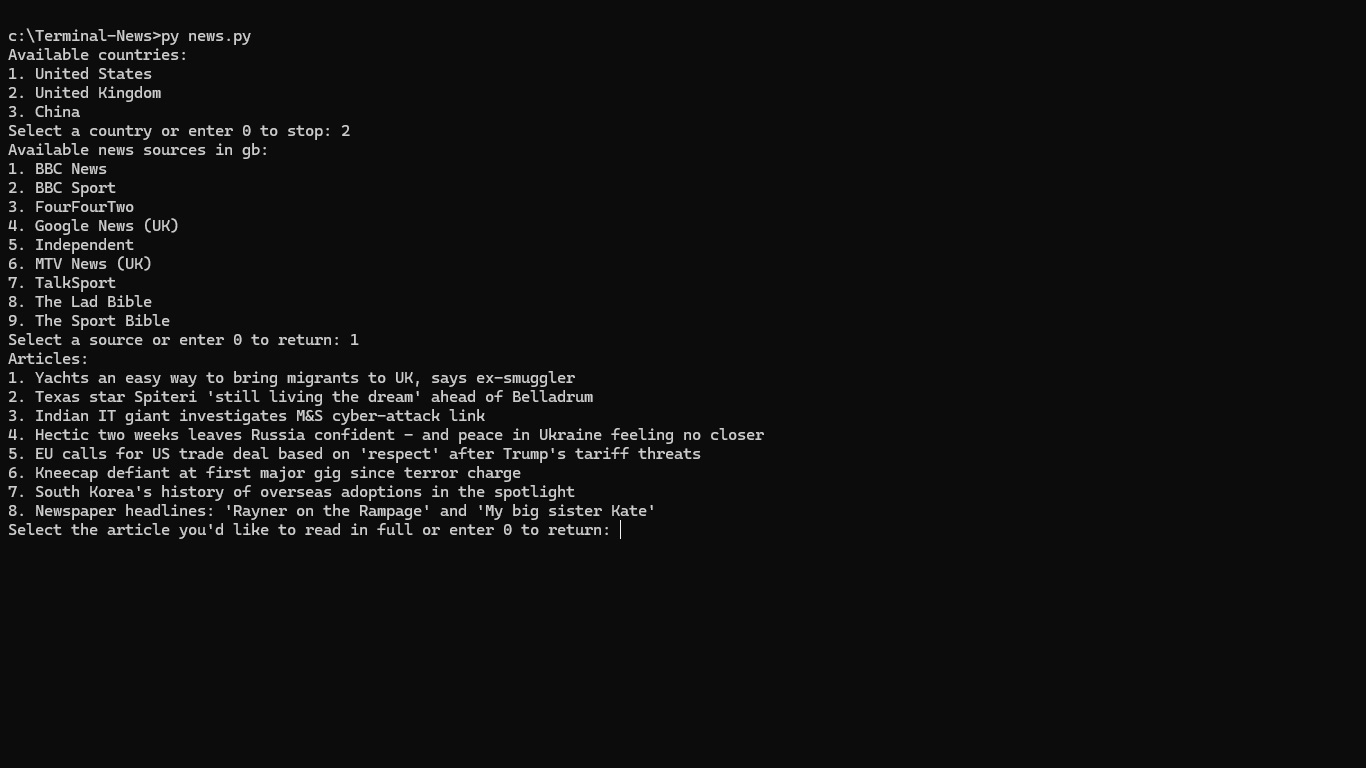 c:\Terminal-News>py news.py
Available countries:
1. United States
2. United Kingdom
3. China
Select a country or enter 0 to stop: 2
Available news sources in gb:
1. BBC News
2. BBC Sport
3. FourFourTwo
4. Google News (UK)
5. Independent
6. MTV News (UK)
7. TalkSport
8. The Lad Bible
9. The Sport Bible
Select a source or enter 0 to return: 1
Articles:
1. Yachts an easy way to bring migrants to UK, says ex-smuggler
2. Texas star Spiteri 'still living the dream' ahead of Belladrum
3. Indian IT giant investigates M&S cyber-attack link
4. Hectic two weeks leaves Russia confident - and peace in Ukraine feeling no closer
5. EU calls for US trade deal based on 'respect' after Trump's tariff threats
6. Kneecap defiant at first major gig since terror charge
7. South Korea's history of overseas adoptions in the spotlight
8. Newspaper headlines: 'Rayner on the Rampage' and 'My big sister Kate'
Select the article you'd like to read in full or enter 0 to return: